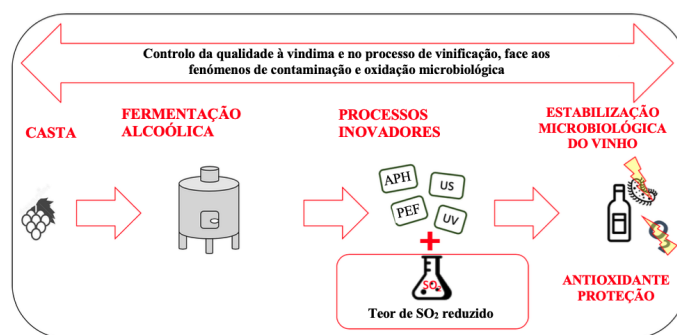 Controlo da qualidade à vindima e no processo de vinificação, face aos
fenómenos de contaminação e oxidação microbiológica
CASTA
FERMENTAÇÃO
ALCOÓLICA
PROCESSOS
INOVADORES
ESTABILIZAÇÃO
MICROBIOLÓGICA
DO VINHO
APH
US
PEF
UV
+
SO₂
Teor de SO₂ reduzido
O₂
ANTIOXIDANTE
PROTEÇÃO